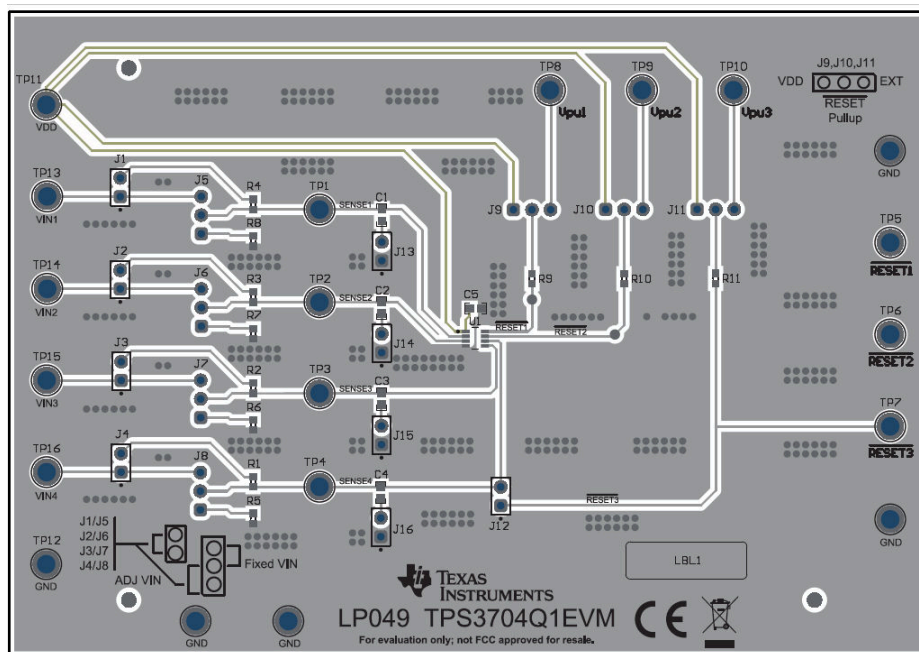 TP11
VDD
TP8
Vpu1
TP9
Vpu2
TP10
Vpu3
J9,J10,J11
VDD
EXT
RESET
Pullup
GND
TP13
VIN1
J1
J5
R4
R8
TP1
SENSE1
C1
J13
J9
J10
J11
TP5
RESET1
TP14
VIN2
J2
J6
R3
R7
TP2
SENSE2
C2
J14
C5
U1
R9
R10
R11
RESET1
RESET2
TP6
RESET2
TP15
VIN3
J3
J7
R2
R6
TP3
SENSE3
C3
J15
TP7
RESET3
TP16
VIN4
J4
J8
R1
R5
TP4
SENSE4
C4
J16
J12
RESET3
GND
TP12
GND
J1/J5
J2/J6
J3/J7
J4/J8
ADJ VIN
Fixed VIN
LBL1
TEXAS
INSTRUMENTS
LP049 TPS3704Q1EVM
For evaluation only; not FCC approved for resale.
CE
GND
GND